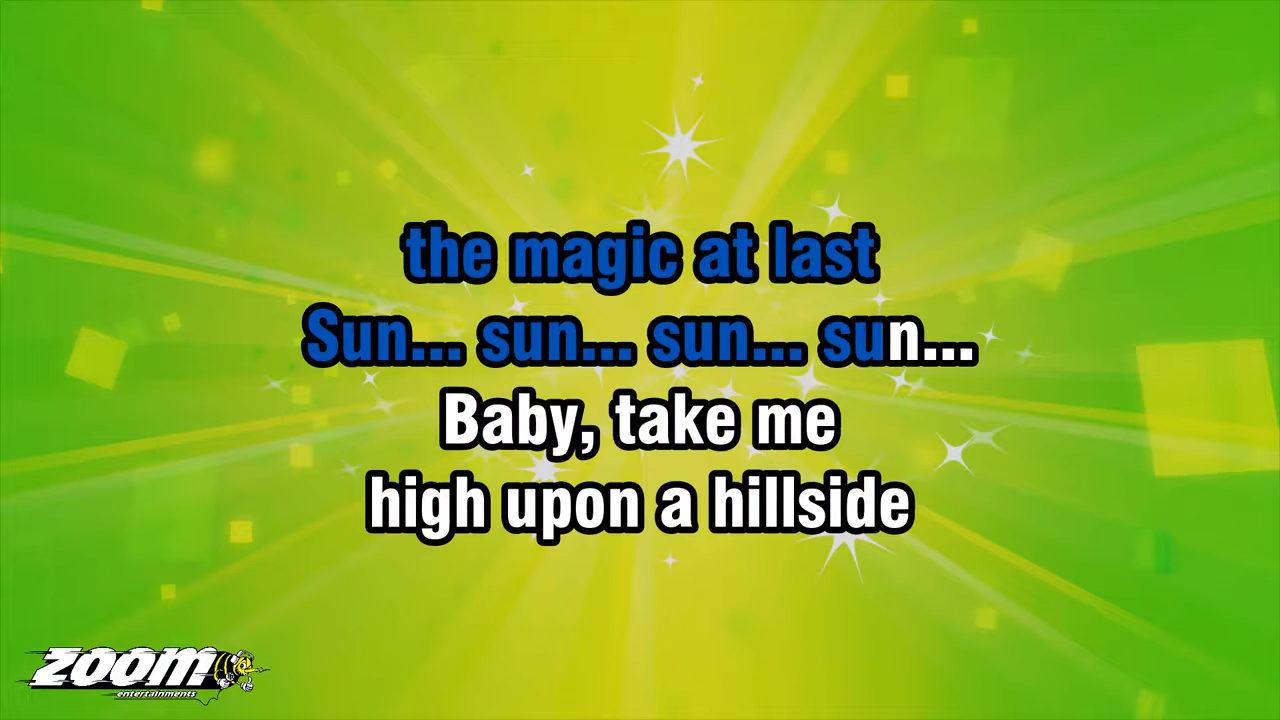 the magic at last
Sun... sun... sun... sun...
Baby, take me
high upon a hillside
zoom
entertainments